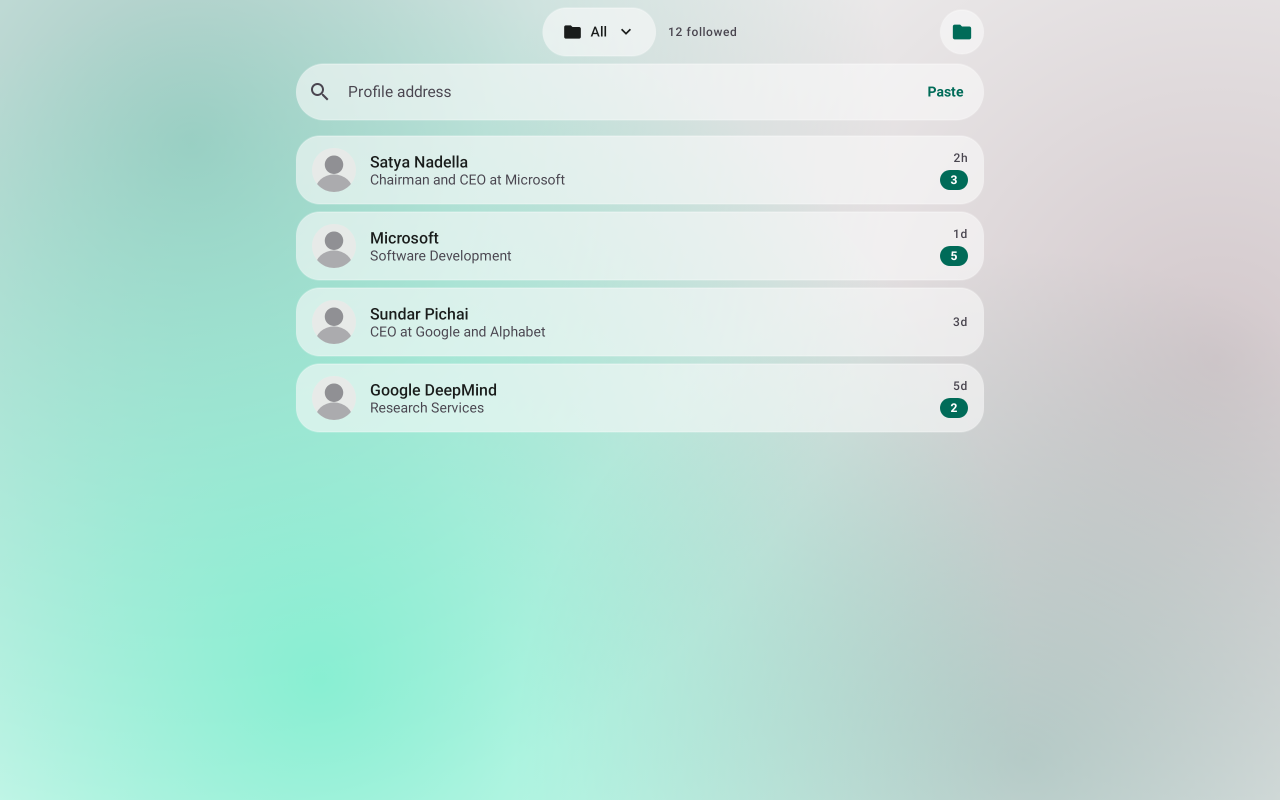 All
12 followed
Profile address
Paste
Satya Nadella
Chairman and CEO at Microsoft
2h
3
Microsoft
Software Development
1d
5
Sundar Pichai
CEO at Google and Alphabet
3d
Google DeepMind
Research Services
5d
2